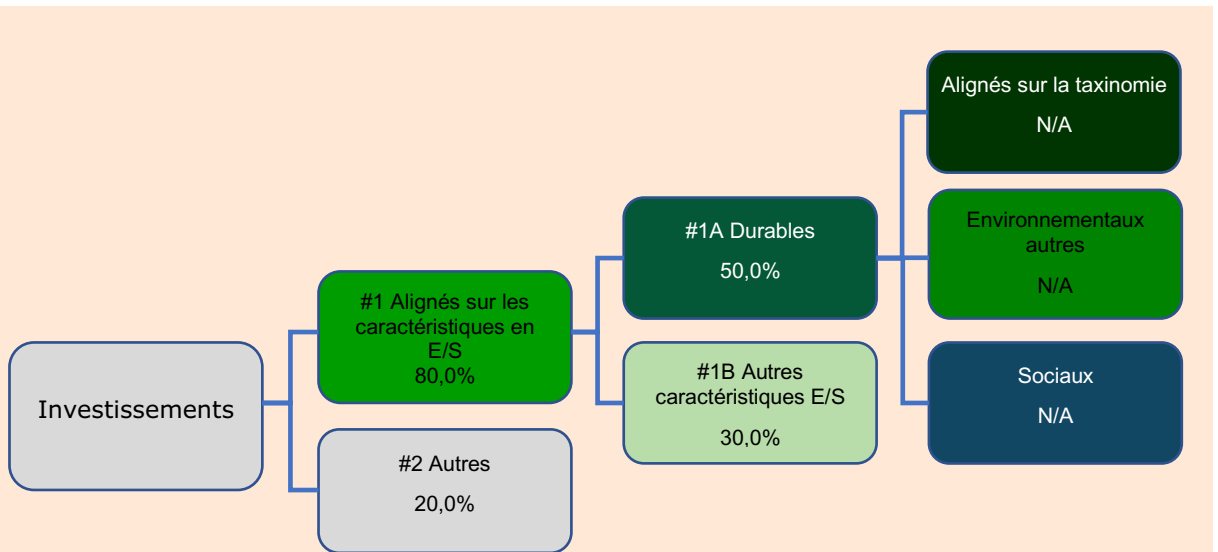 Investissements
#1 Alignés sur les
caractéristiques en
E/S
80,0%
#2 Autres
20,0%
#1A Durables
50,0%
#1B Autres
caractéristiques E/S
30,0%
Alignés sur la taxinomie
N/A
Environnementaux
autres
N/A
Sociaux
N/A